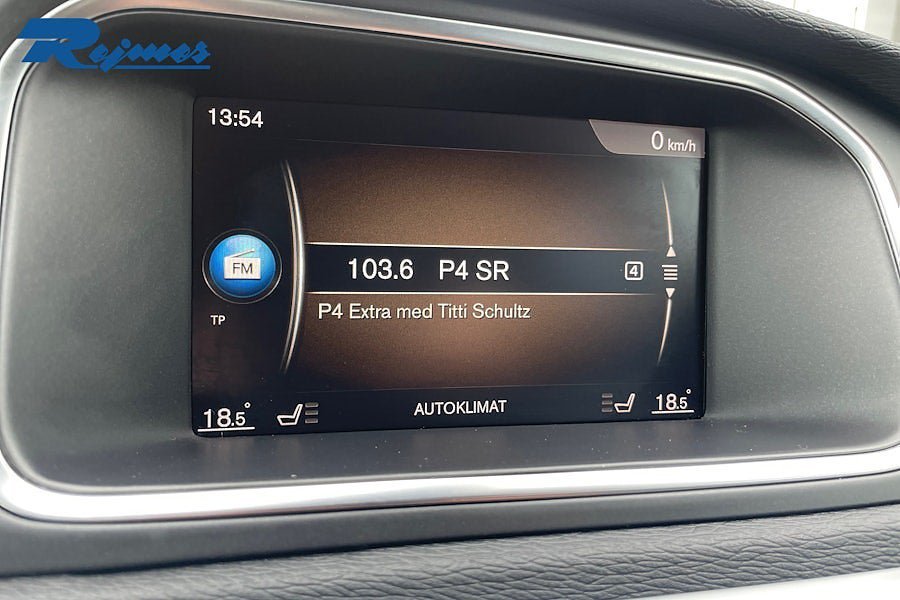 Rejmes
13:54
0 km/h
FM
103.6 P4 SR 4
P4 Extra med Titti Schultz
TP
18.5° AUTOKLIMAT 18.5°